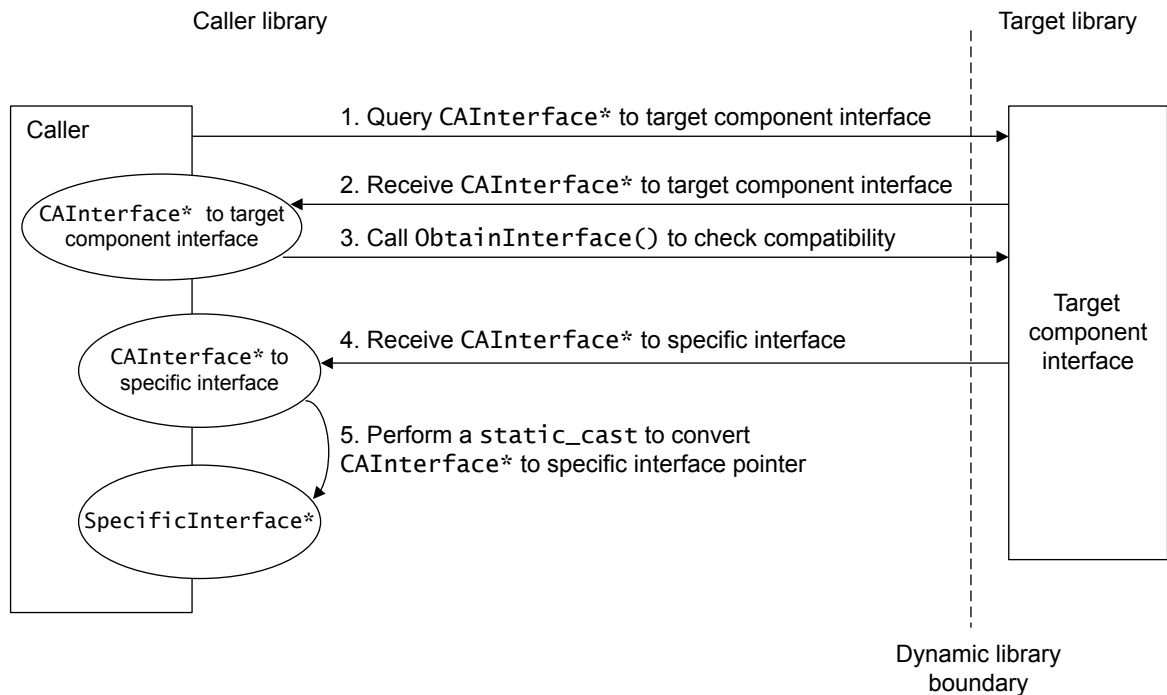 Caller library
Target library
Caller
1. Query CAInterface* to target component interface
2. Receive CAInterface* to target component interface
CAInterface* to target
component interface
3. Call ObtainInterface() to check compatibility
Target
component
interface
4. Receive CAInterface* to specific interface
CAInterface* to
specific interface
5. Perform a static_cast to convert
CAInterface* to specific interface pointer
SpecificInterface*
Dynamic library
boundary